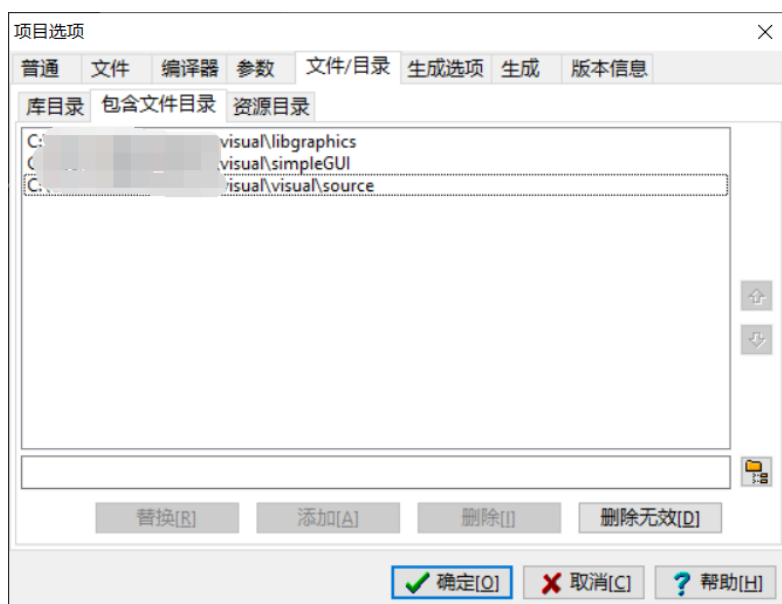 项目选项
普通 文件 编译器 参数 文件/目录 生成选项 生成 版本信息
库目录 包含文件目录 资源目录
C:\ visual\libgraphics
visual\simpleGUI
C:\ visual\visual\source
替换[R] 添加[A] 删除[I] 删除无效[D]
确定[O] 取消[C] 帮助[H]